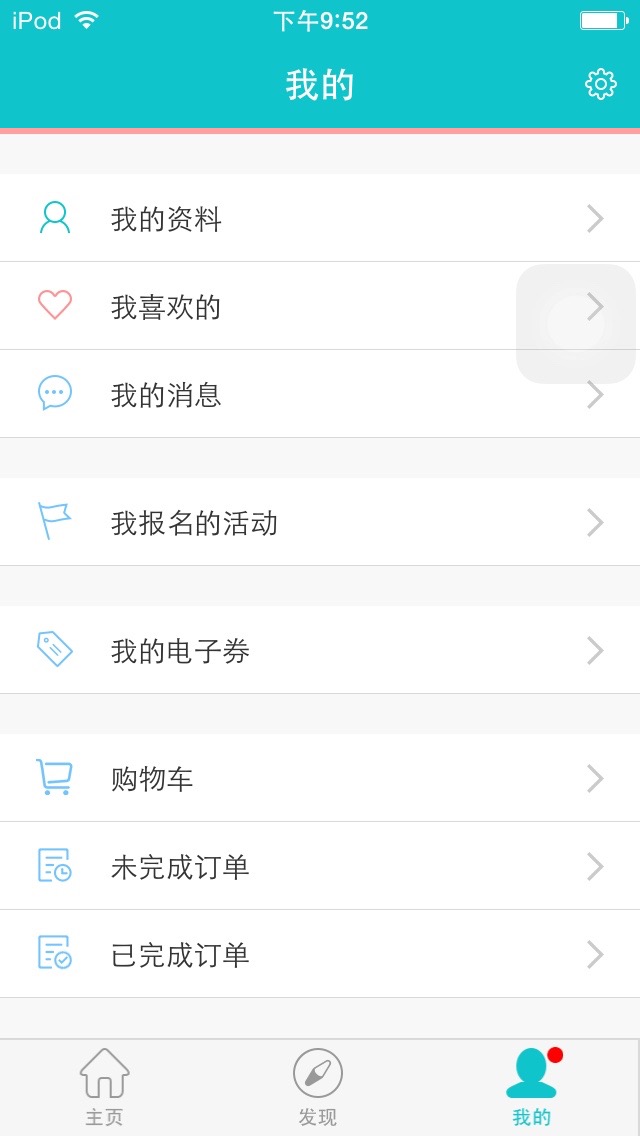 iPod 下午9:52
我的
我的资料
我喜欢的
我的消息
我报名的活动
我的电子券
购物车
未完成订单
已完成订单
主页 发现 我的